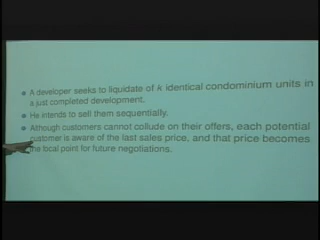 A developer seeks to liquidate of k identical condominium units in
a just completed development.
He intends to sell them sequentially.
Although customers cannot collude on their offers, each potential
customer is aware of the last sales price, and that price becomes
the focal point for future negotiations.